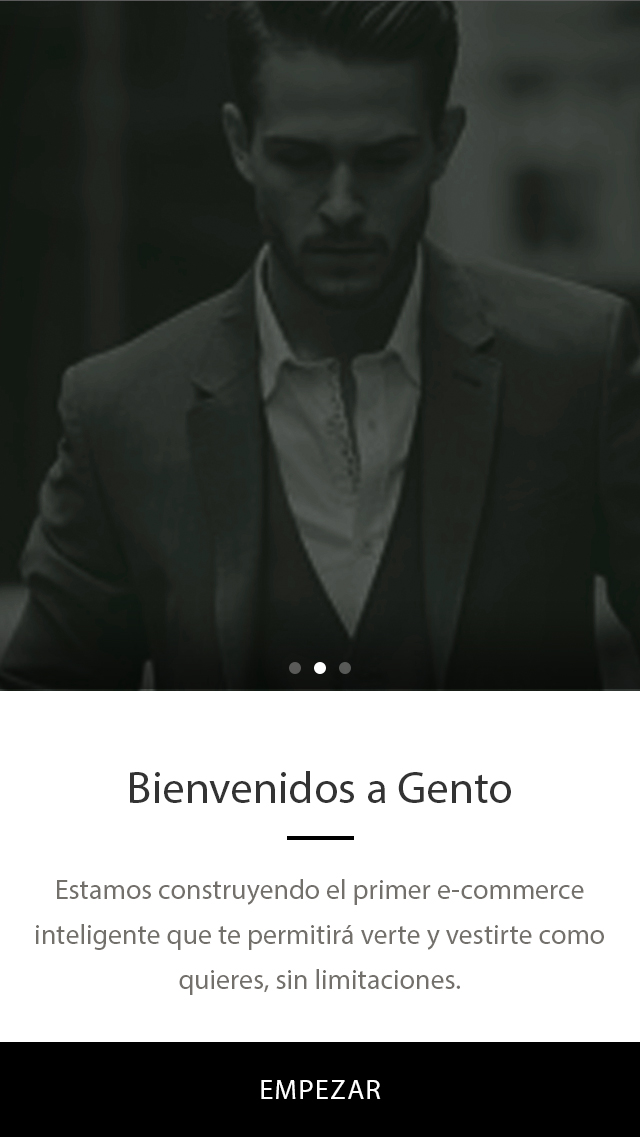 Bienvenidos a Gento
Estamos construyendo el primer e-commerce
inteligente que te permitirá verte y vestirte como
quieres, sin limitaciones.
EMPEZAR